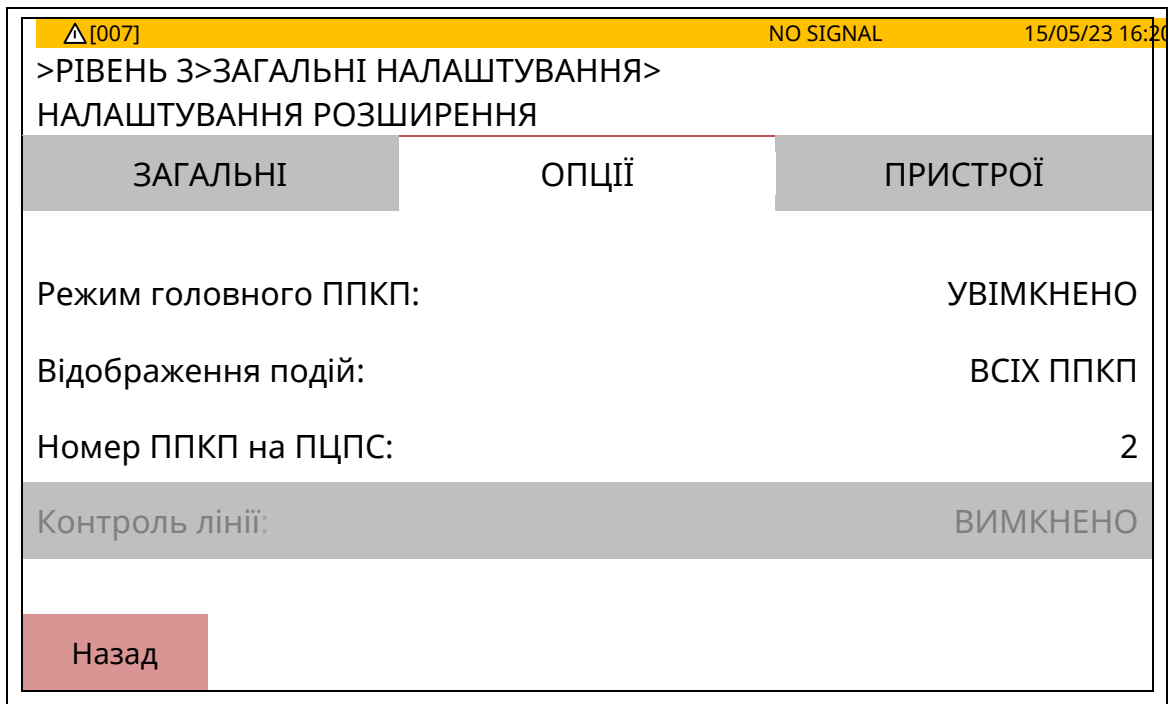 ⚠[007] NO SIGNAL 15/05/23 16:20
>РІВЕНЬ 3>ЗАГАЛЬНІ НАЛАШТУВАННЯ>
НАЛАШТУВАННЯ РОЗШИРЕННЯ
ЗАГАЛЬНІ ОПЦІЇ ПРИСТРОЇ
Режим головного ППКП: УВІМКНЕНО
Відображення подій: ВСІХ ППКП
Номер ППКП на ПЦПС: 2
Контроль лінії: ВИМКНЕНО
Назад